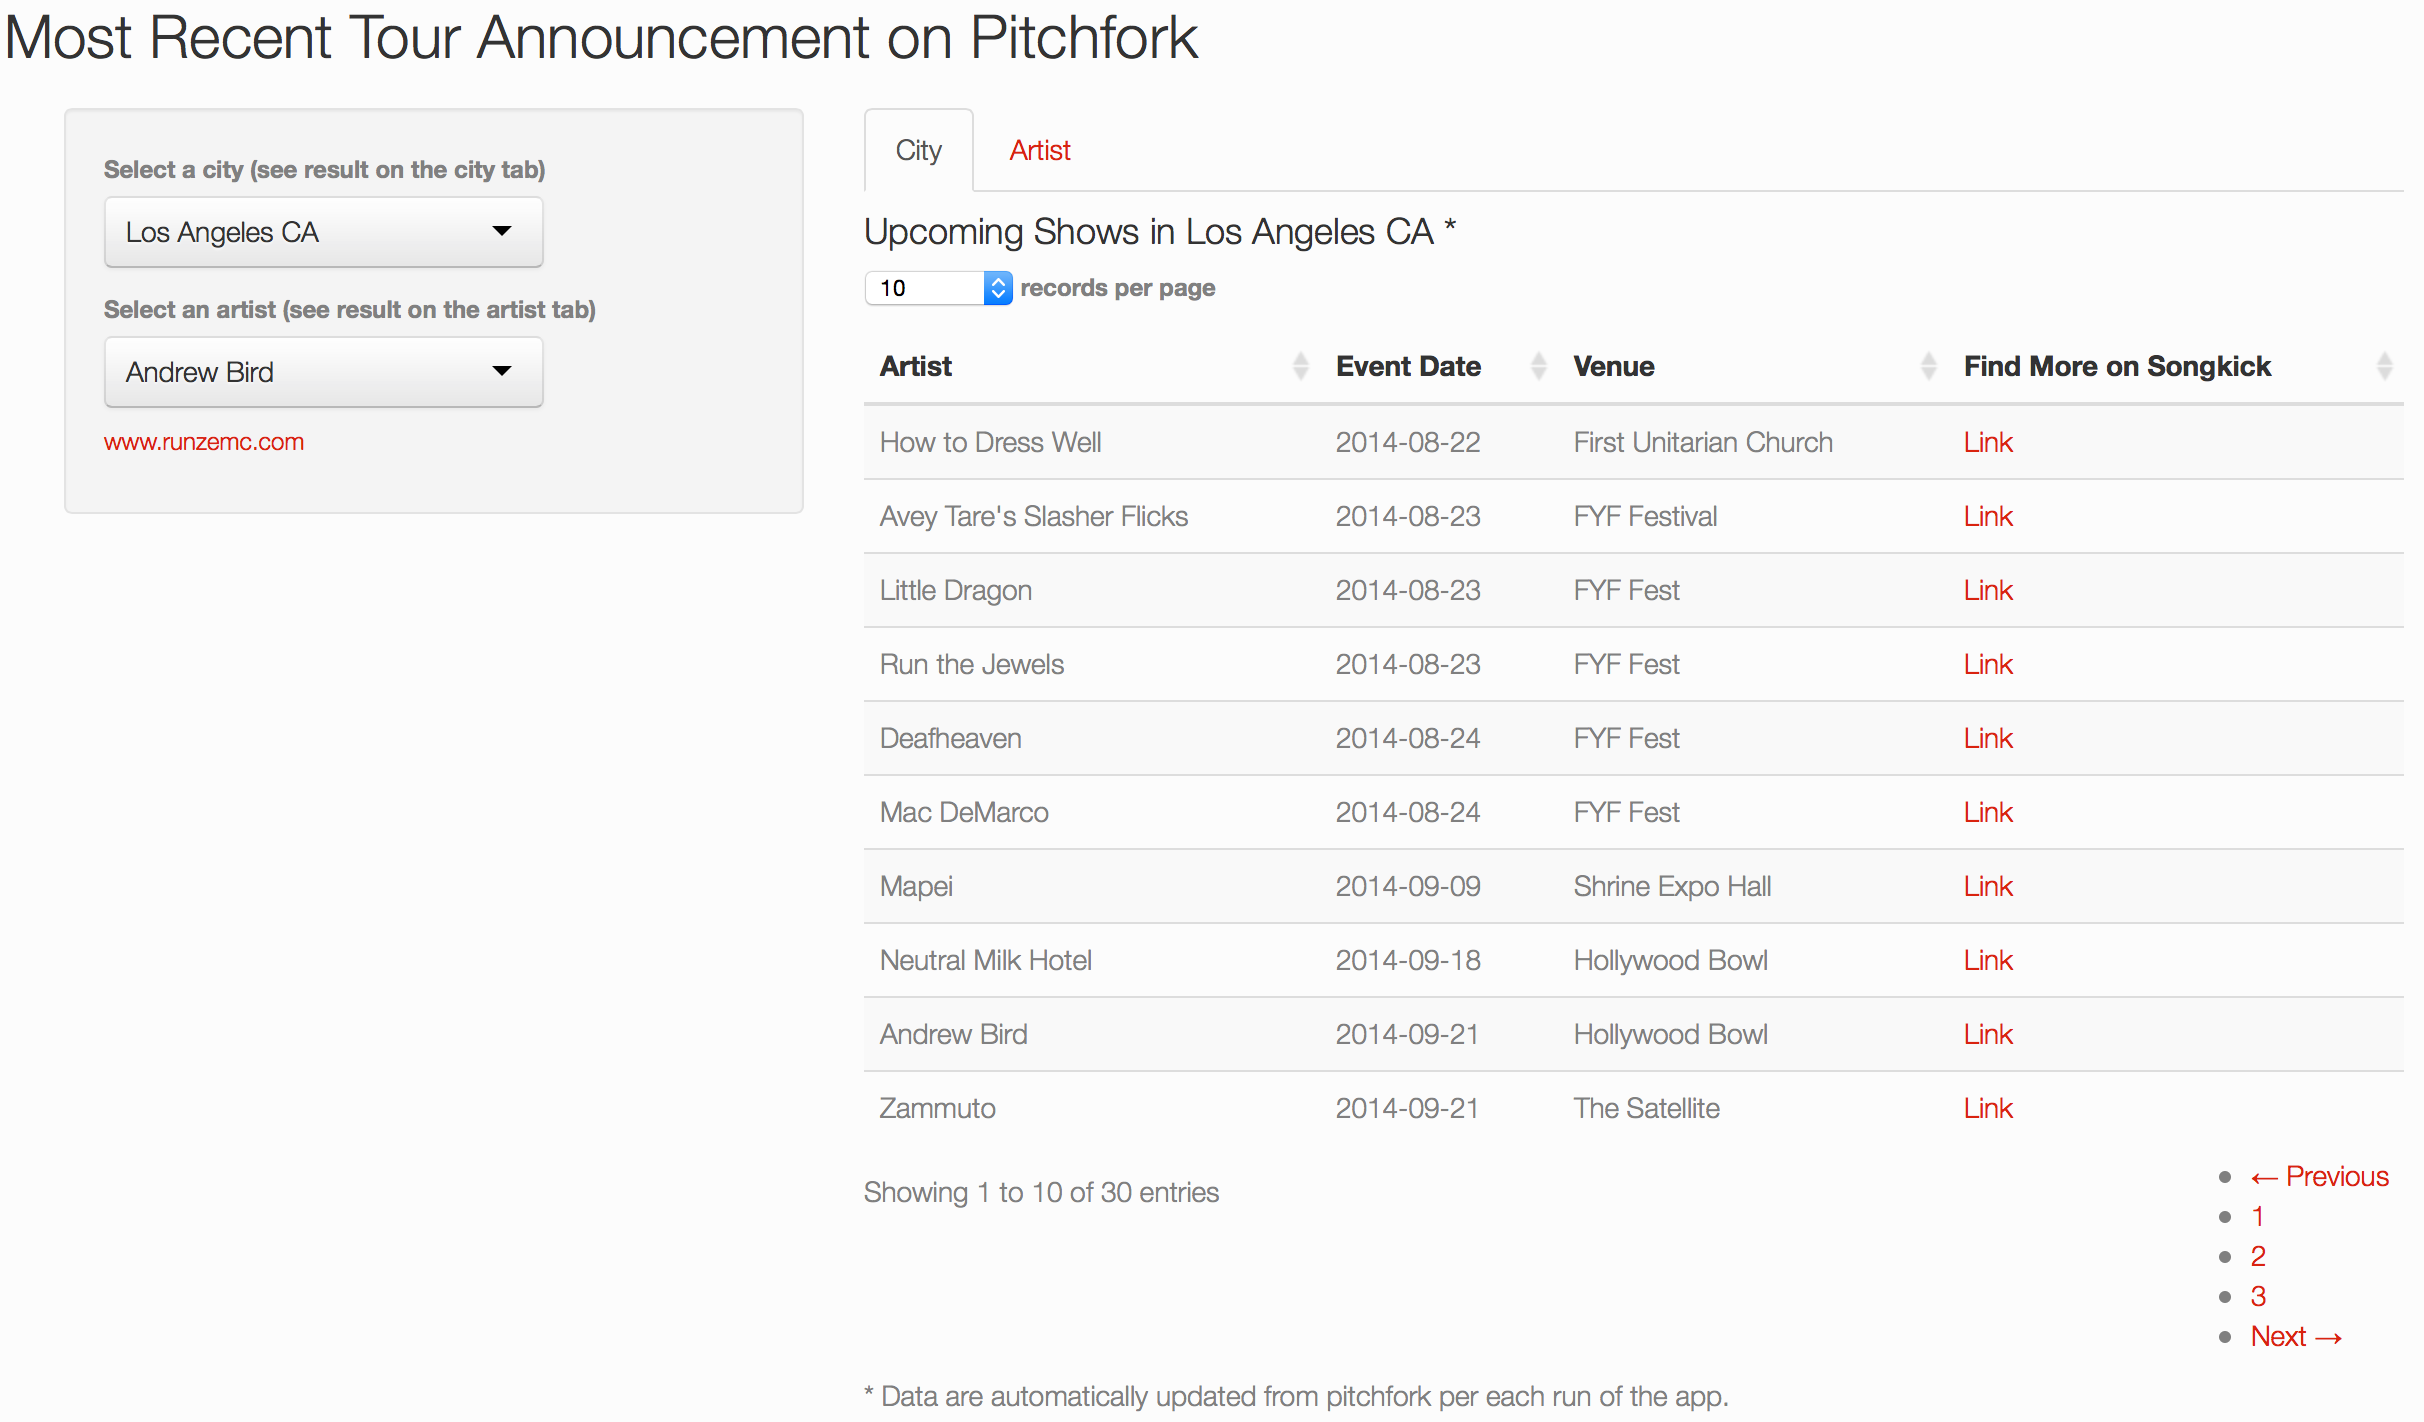 Most Recent Tour Announcement on Pitchfork
Select a city (see result on the city tab)
Los Angeles CA
Select an artist (see result on the artist tab)
Andrew Bird
www.runzemc.com
City Artist
Upcoming Shows in Los Angeles CA *
10 records per page
Artist Event Date Venue Find More on Songkick
How to Dress Well 2014-08-22 First Unitarian Church Link
Avey Tare's Slasher Flicks 2014-08-23 FYF Festival Link
Little Dragon 2014-08-23 FYF Fest Link
Run the Jewels 2014-08-23 FYF Fest Link
Deafheaven 2014-08-24 FYF Fest Link
Mac DeMarco 2014-08-24 FYF Fest Link
Mapei 2014-09-09 Shrine Expo Hall Link
Neutral Milk Hotel 2014-09-18 Hollywood Bowl Link
Andrew Bird 2014-09-21 Hollywood Bowl Link
Zammuto 2014-09-21 The Satellite Link
Showing 1 to 10 of 30 entries
• ← Previous
• 1
• 2
• 3
• Next →
* Data are automatically updated from pitchfork per each run of the app.